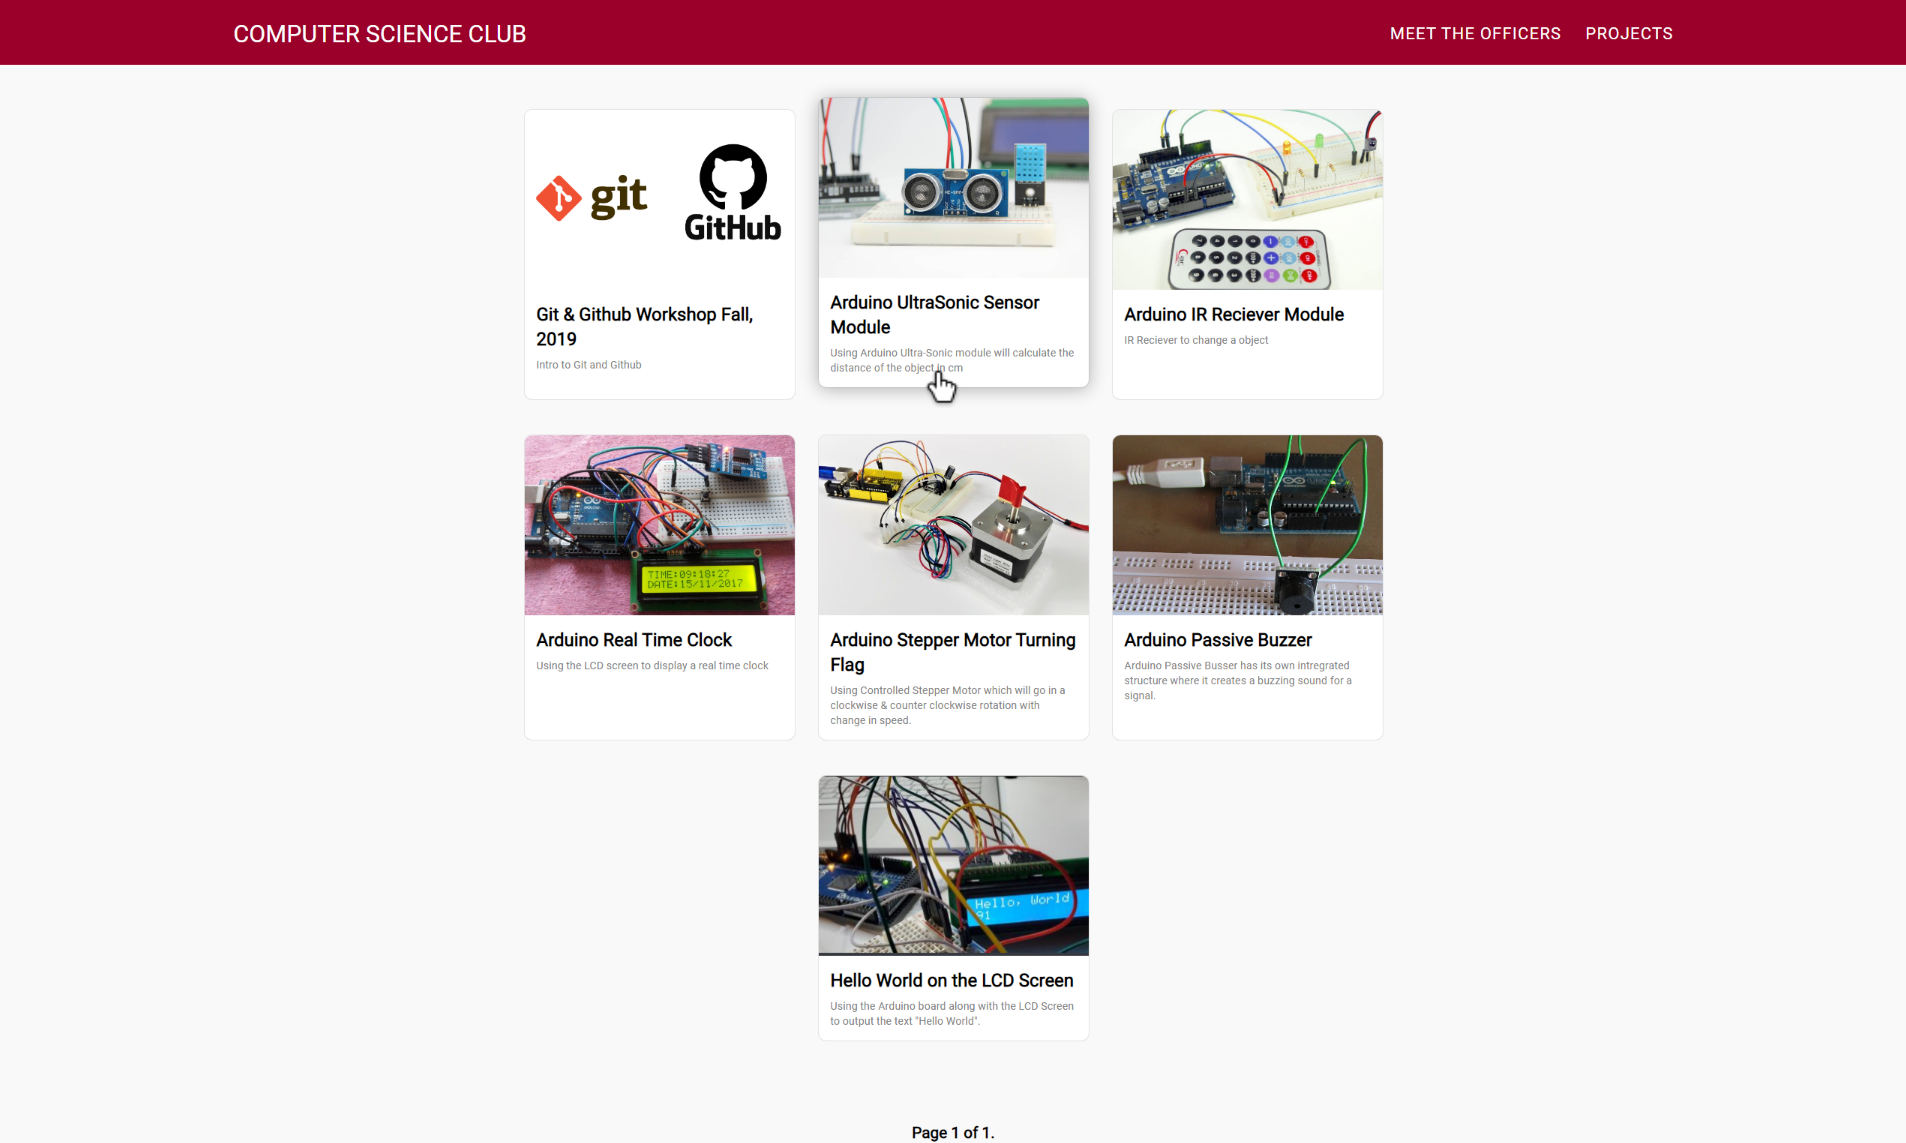 COMPUTER SCIENCE CLUB
MEET THE OFFICERS
PROJECTS
git
GitHub
Git & Github Workshop Fall,
2019
Intro to Git and Github
Arduino UltraSonic Sensor
Module
Using Arduino Ultra-Sonic module will calculate the
distance of the object in cm
Arduino IR Reciever Module
IR Reciever to change a object
TIME:09:18:27
DATE:15/11/2017
Arduino Real Time Clock
Using the LCD screen to display a real time clock
Arduino Stepper Motor Turning
Flag
Using Controlled Stepper Motor which will go in a
clockwise & counter clockwise rotation with
change in speed.
Arduino Passive Buzzer
Arduino Passive Busser has its own intregrated
structure where it creates a buzzing sound for a
signal.
Hello, World
91
Hello World on the LCD Screen
Using the Arduino board along with the LCD Screen
to output the text "Hello World".
Page 1 of 1.